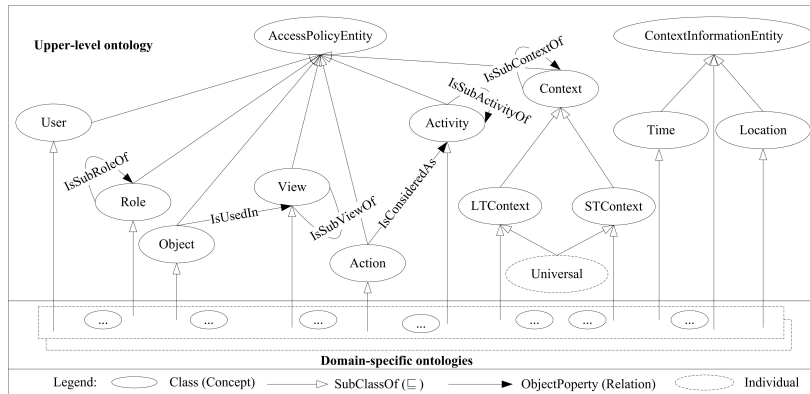 Upper-level ontology
AccessPolicyEntity
ContextInformationEntity
IsSubContextOf
Context
IsSubActivityOf
User
Activity
Time
Location
IsSubRoleOf
Role
View
IsConsideredAs
LTContext
STContext
IsUsedIn
IsSubViewOf
Object
Action
Universal
...
...
...
...
...
...
...
Domain-specific ontologies
Legend: Class (Concept) SubClassOf (⊑) ObjectPoperty (Relation) Individual